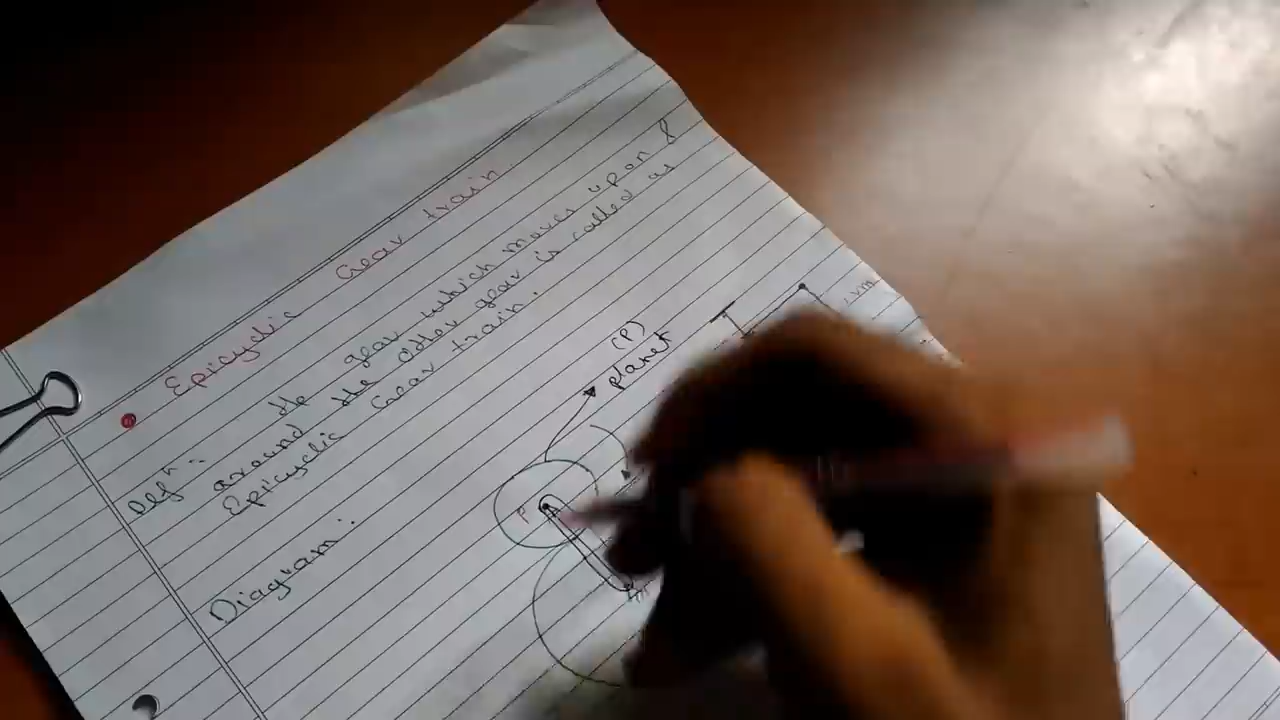 Epicyclic Gear train
Defn: the gear which moves upon &
around the other gear is called as
Epicyclic Gear train.
Diagram:
(P)
planet
P